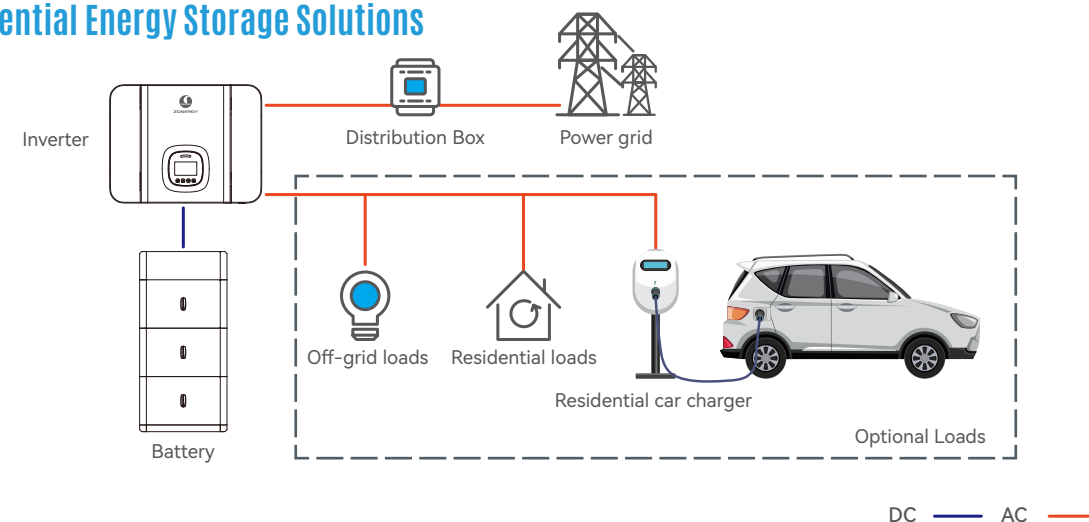 ential Energy Storage Solutions
ZONERGY
Inverter
Distribution Box
Power grid
Off-grid loads
Residential loads
Residential car charger
Optional Loads
Battery
DC
AC